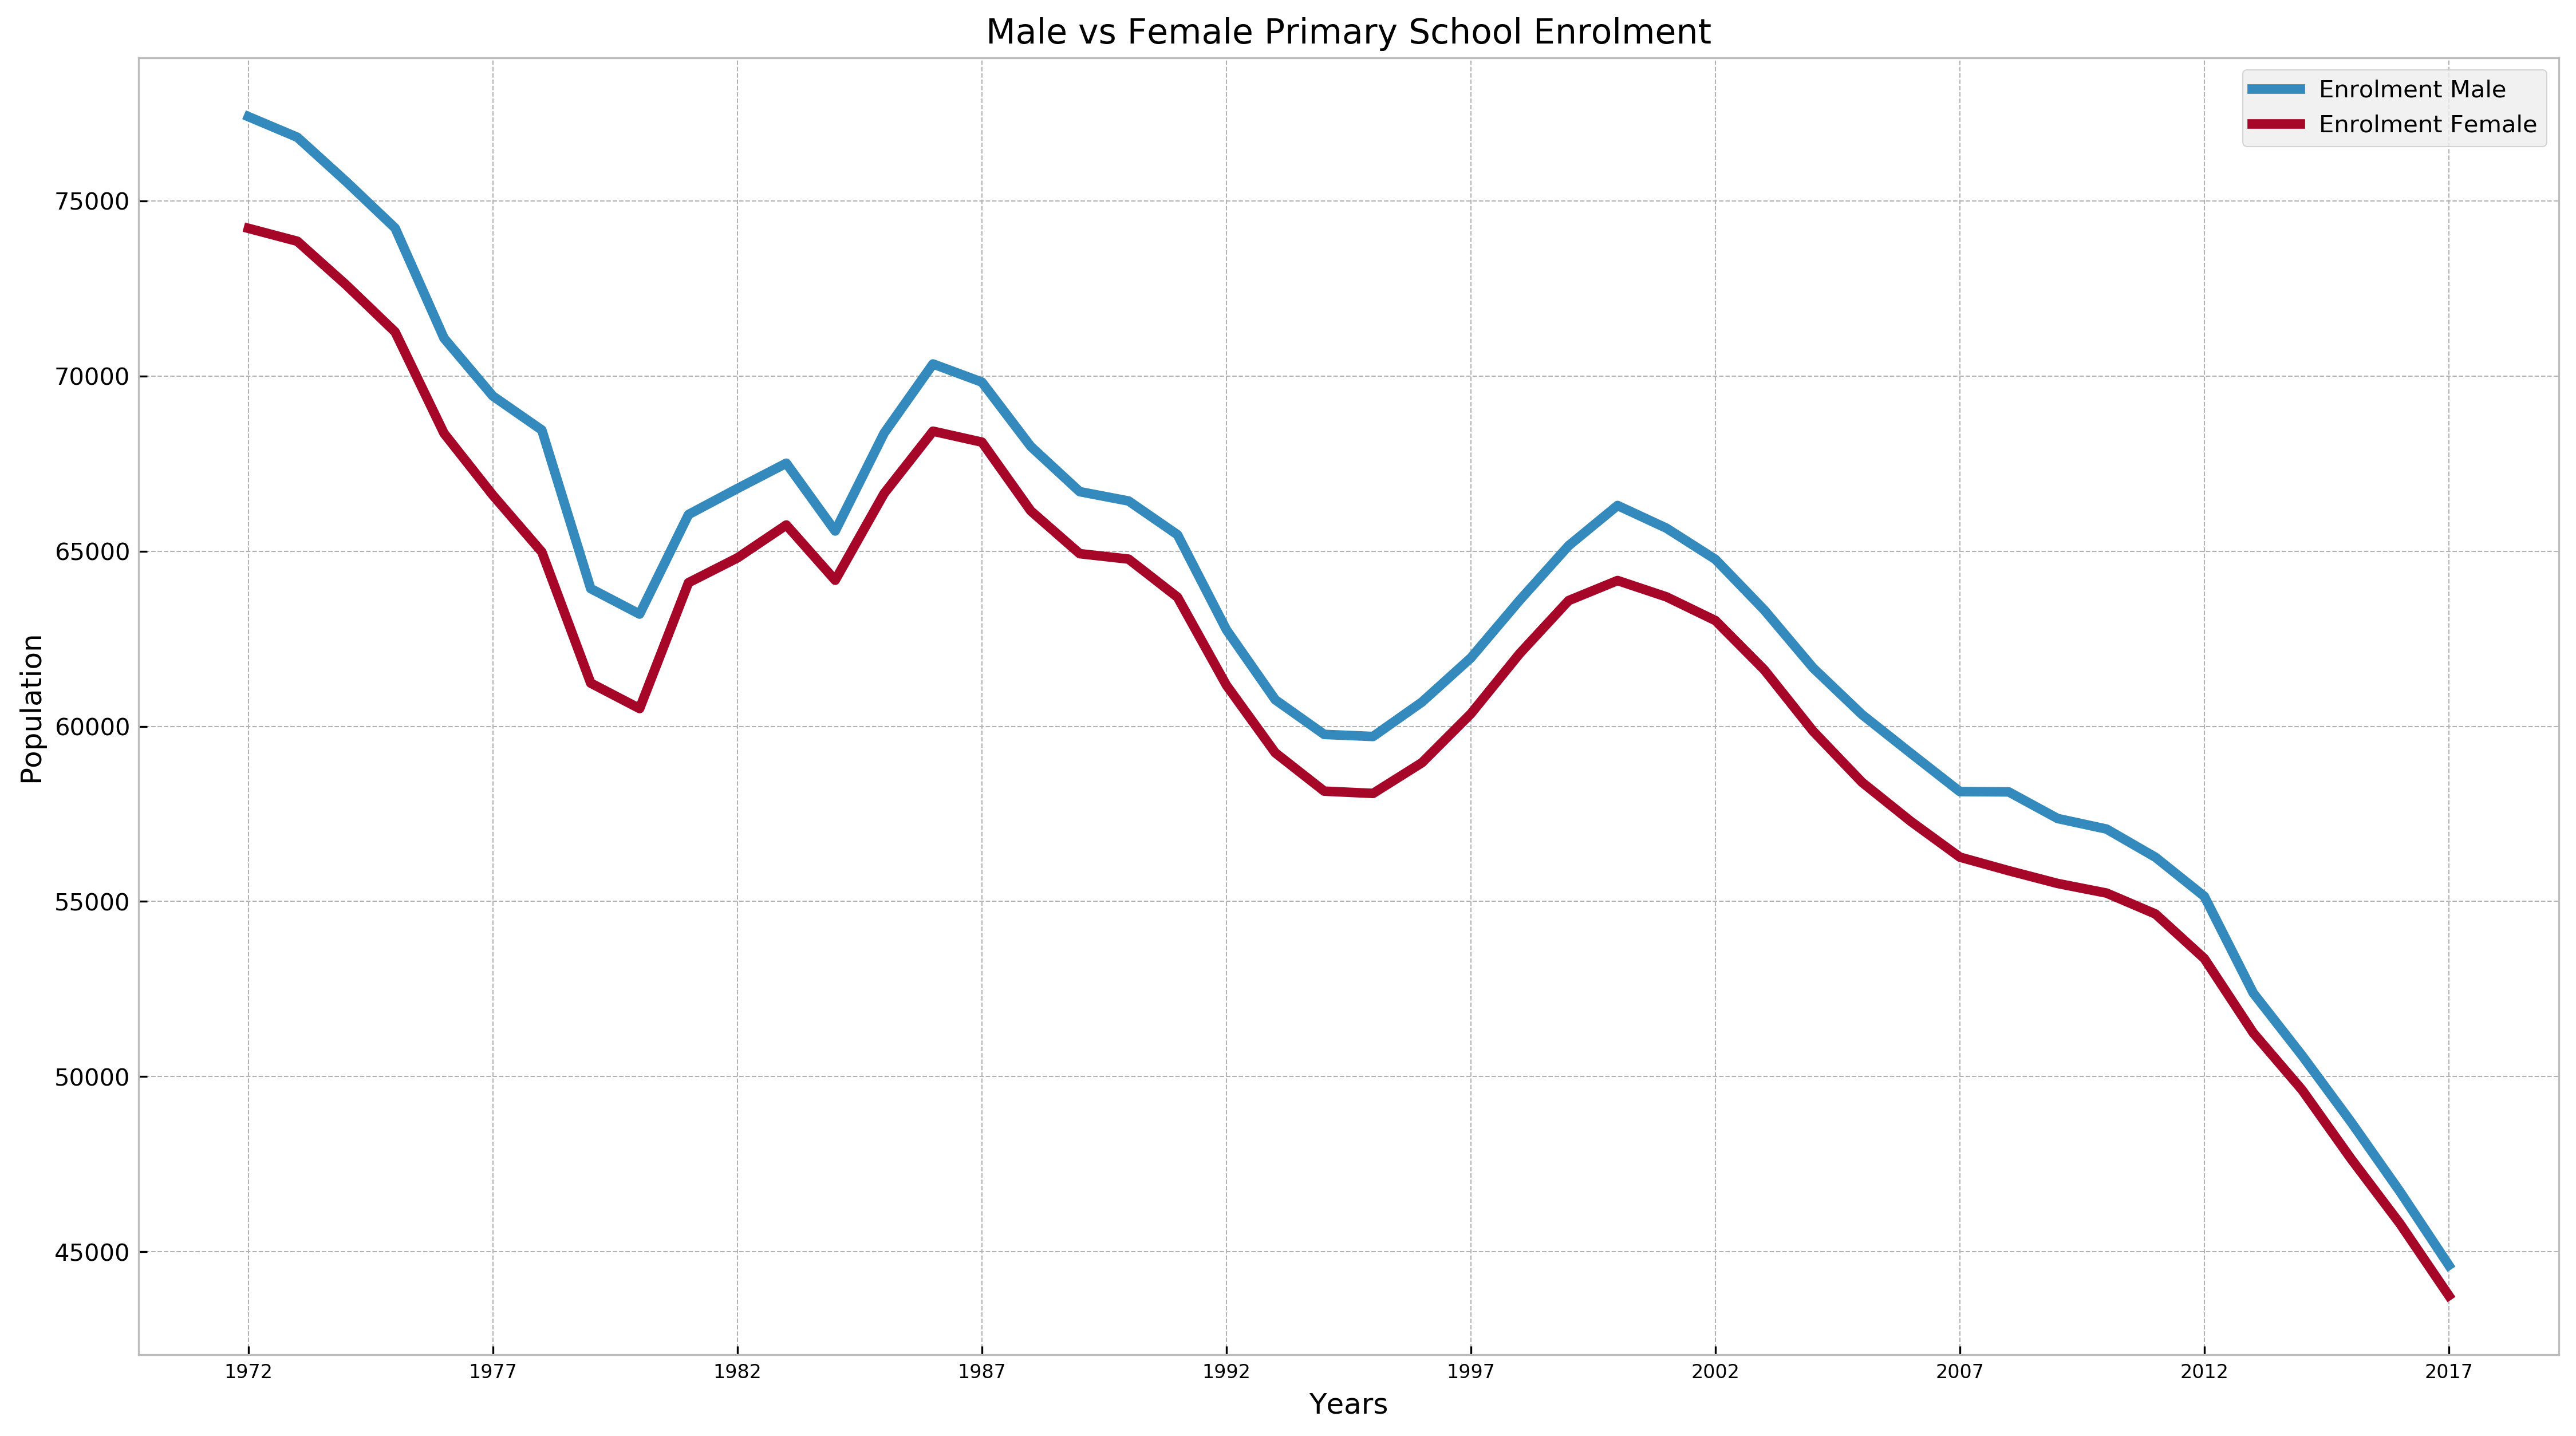 Male vs Female Primary School Enrolment
Enrolment Male
Enrolment Female
Population
75000
70000
65000
60000
55000
50000
45000
1972 1977 1982 1987 1992 1997 2002 2007 2012 2017
Years